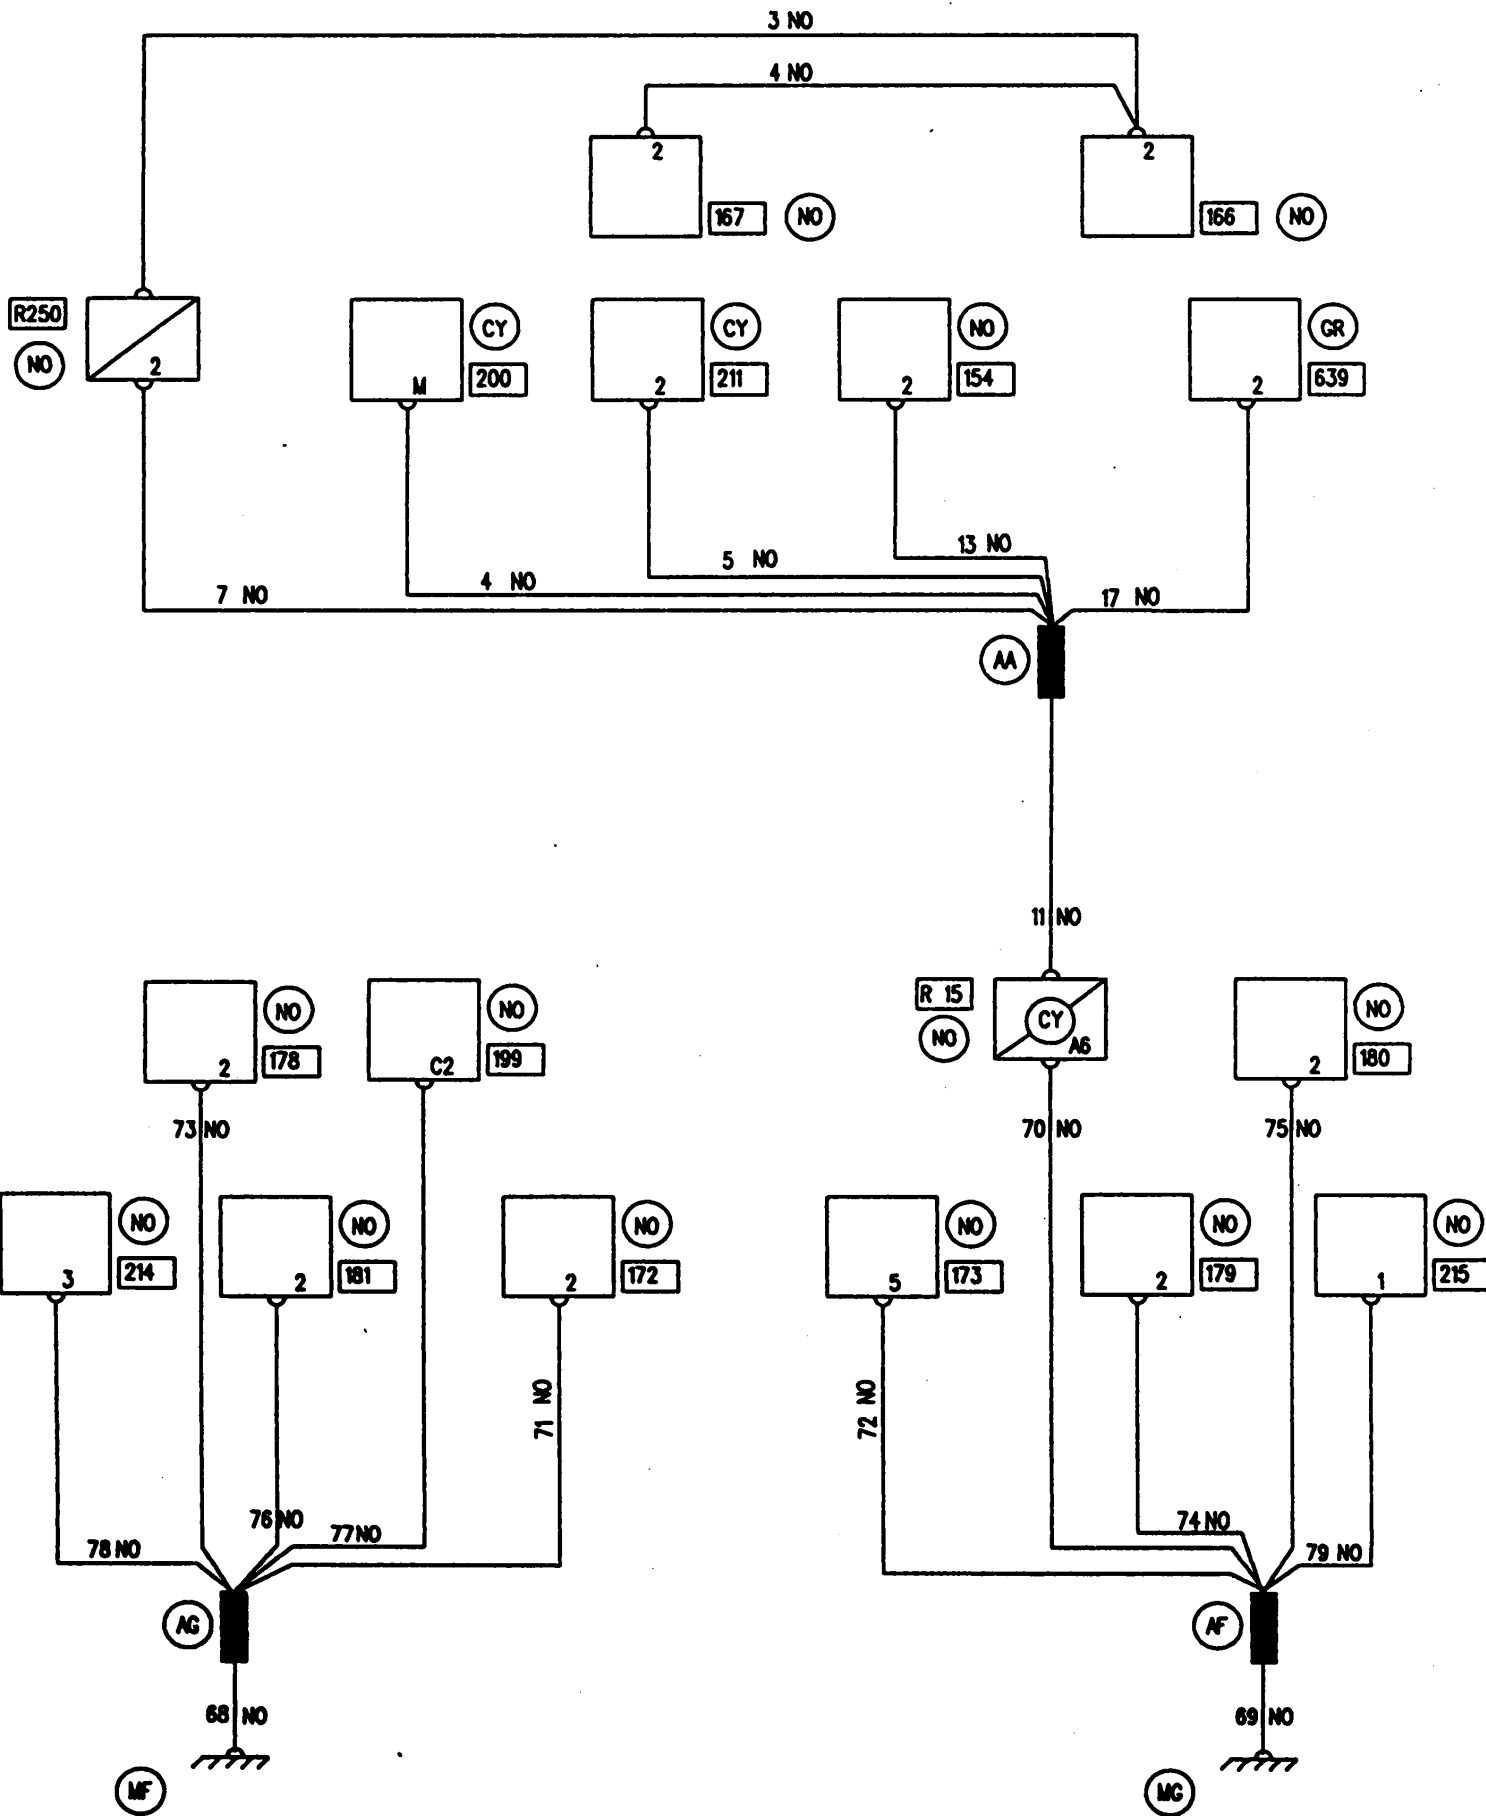 3 NO
4 NO
2
2
167 NO
166 NO
R250
NO
2
M
CY
200
2
CY
211
2
NO
154
2
GR
639
13 NO
5 NO
4 NO
7 NO
17 NO
AA
11 NO
R 15
NO
CY
A6
2
NO
178
C2
NO
199
2
NO
180
73 NO
70 NO
75 NO
3
NO
214
2
NO
181
2
NO
172
5
NO
173
2
NO
179
1
NO
215
71 NO
72 NO
76 NO
77 NO
78 NO
74 NO
79 NO
AG
AF
68 NO
69 NO
MF
MG